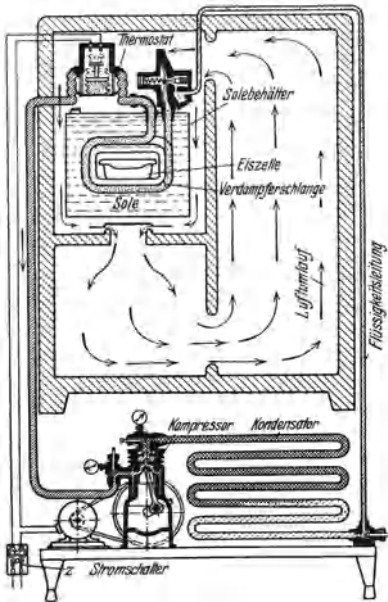 Thermostat
Solebehälter
Eiszelle
Verdampferschlange
Sole
Luftumlauf
Flüssigkeitsleitung
Kompressor Kondensator
Z Stromschalter